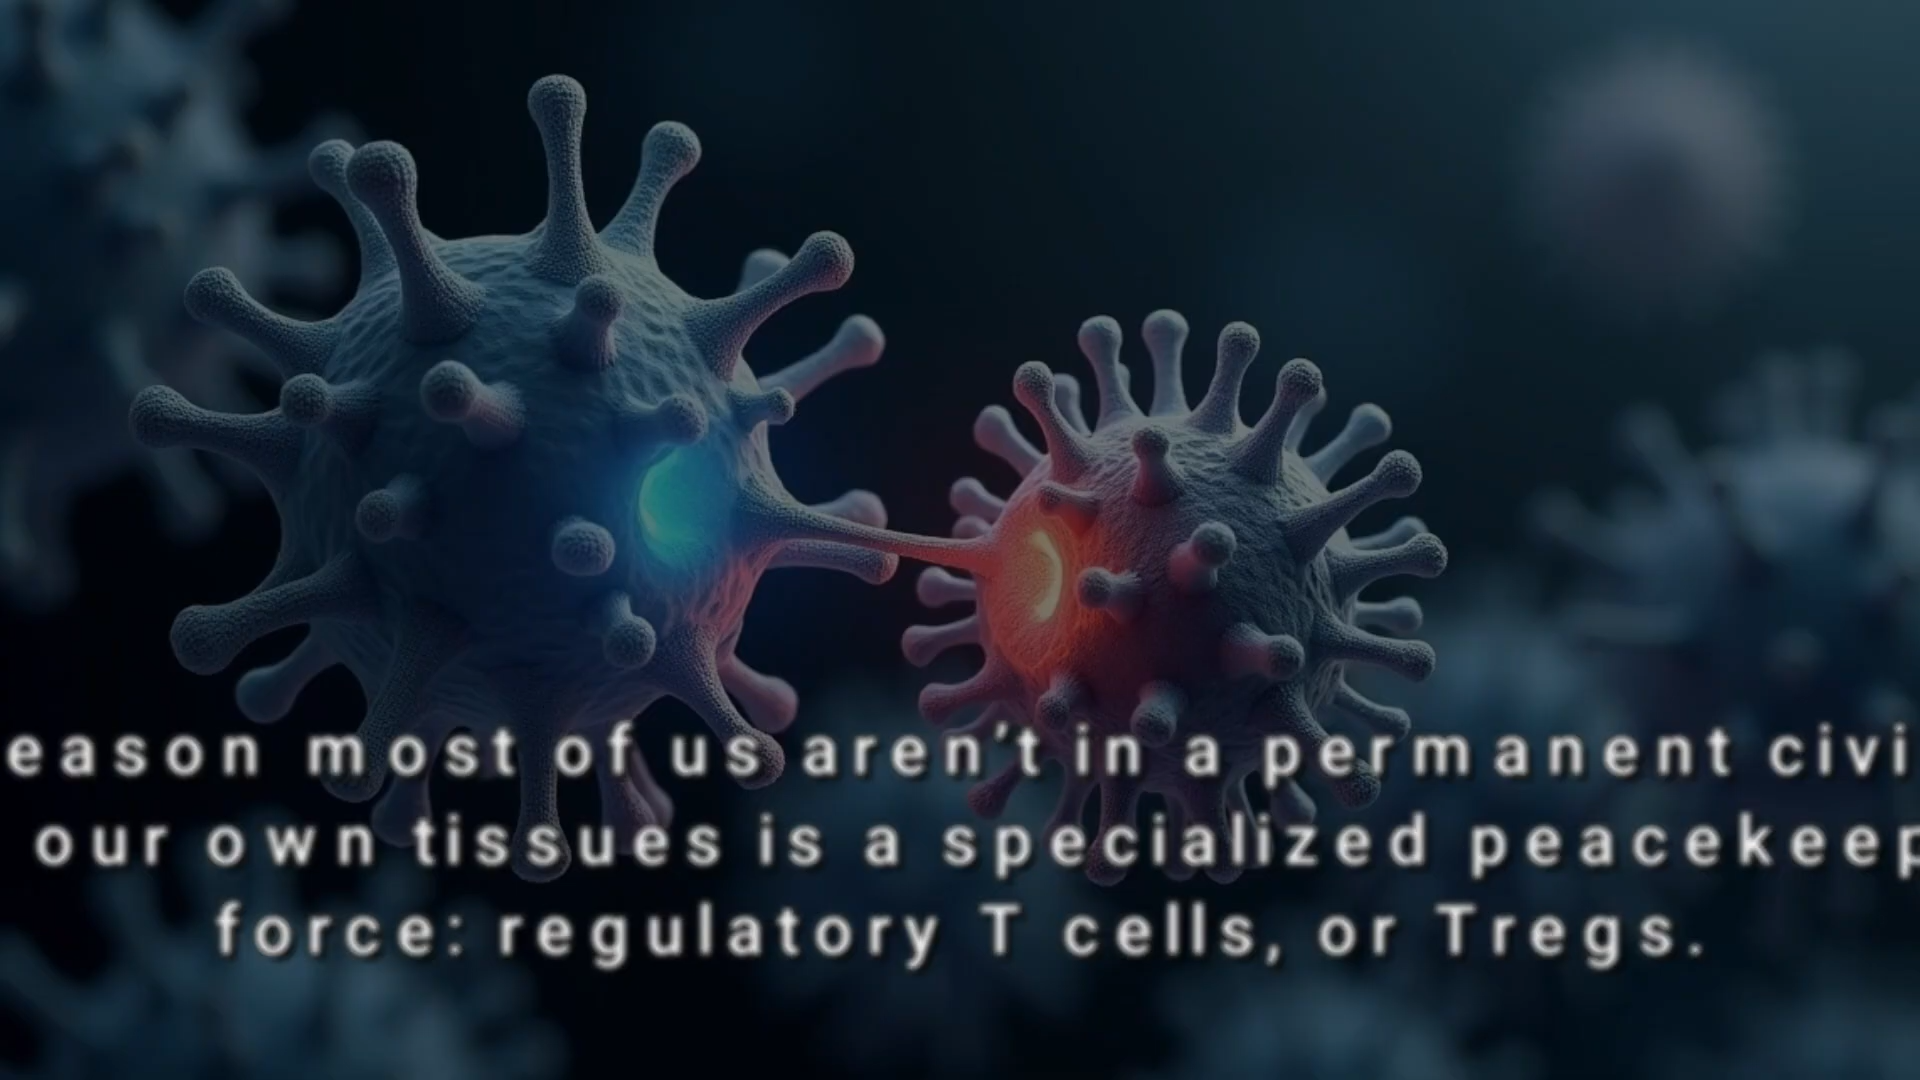 eason most of us aren’t in a permanent civi
our own tissues is a specialized peacekeep
force: regulatory T cells, or Tregs.